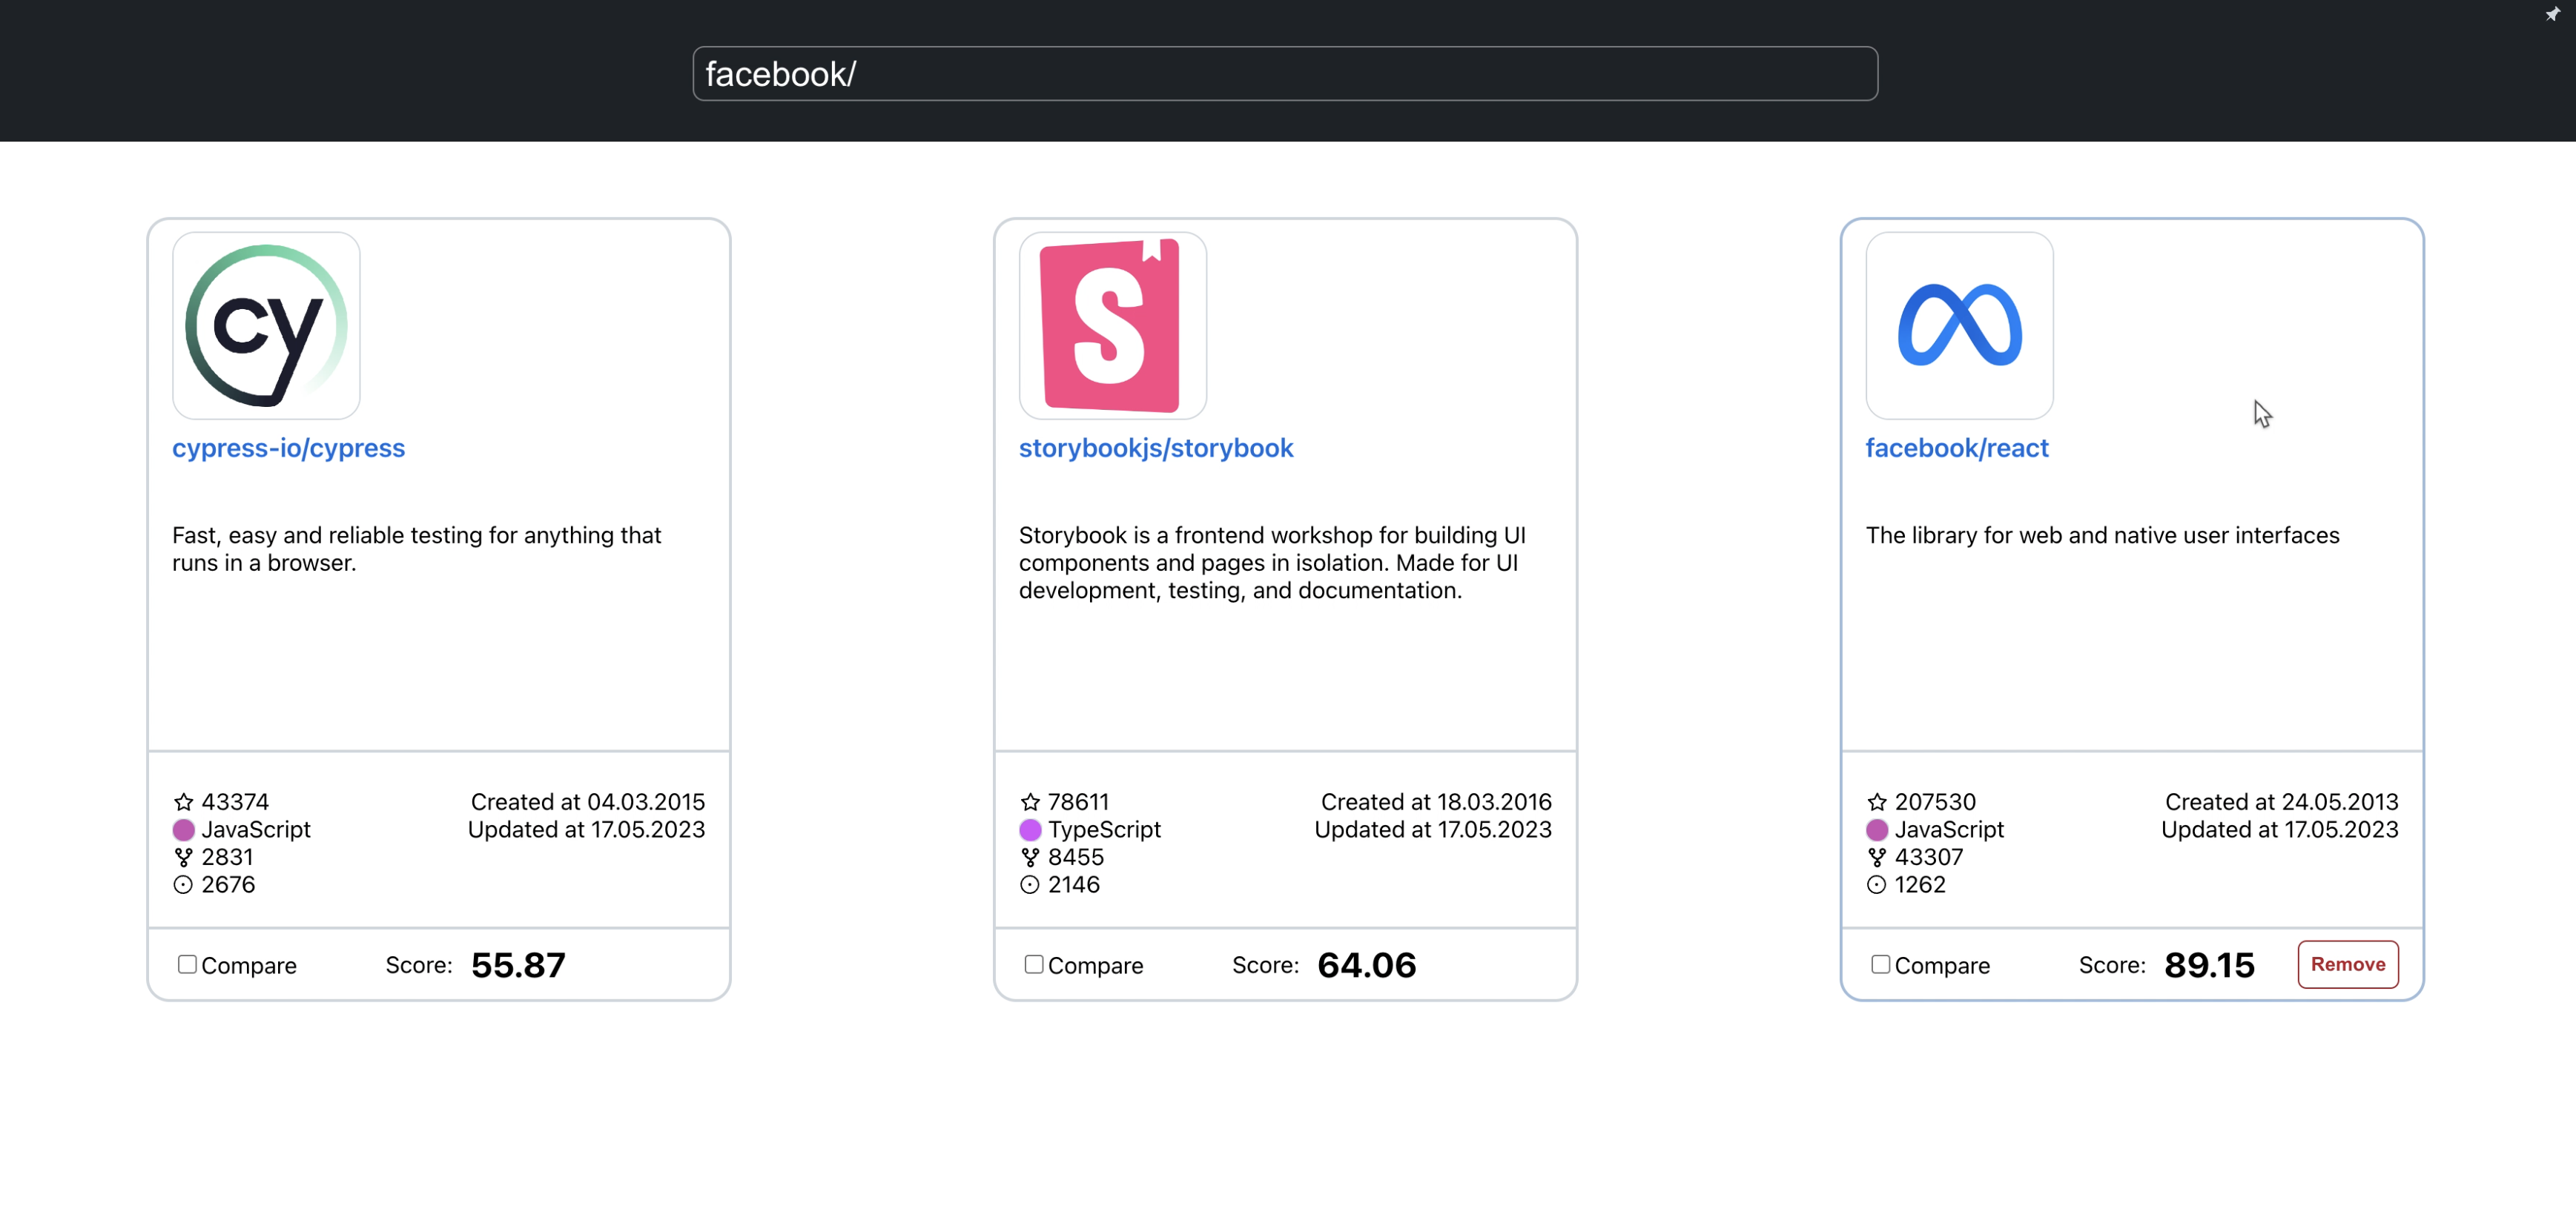 facebook/
cy
cypress-io/cypress
Fast, easy and reliable testing for anything that
runs in a browser.
43374
JavaScript
2831
2676
Created at 04.03.2015
Updated at 17.05.2023
Compare
Score: 55.87
S
storybookjs/storybook
Storybook is a frontend workshop for building UI
components and pages in isolation. Made for UI
development, testing, and documentation.
78611
TypeScript
8455
2146
Created at 18.03.2016
Updated at 17.05.2023
Compare
Score: 64.06
facebook/react
The library for web and native user interfaces
207530
JavaScript
43307
1262
Created at 24.05.2013
Updated at 17.05.2023
Compare
Score: 89.15
Remove